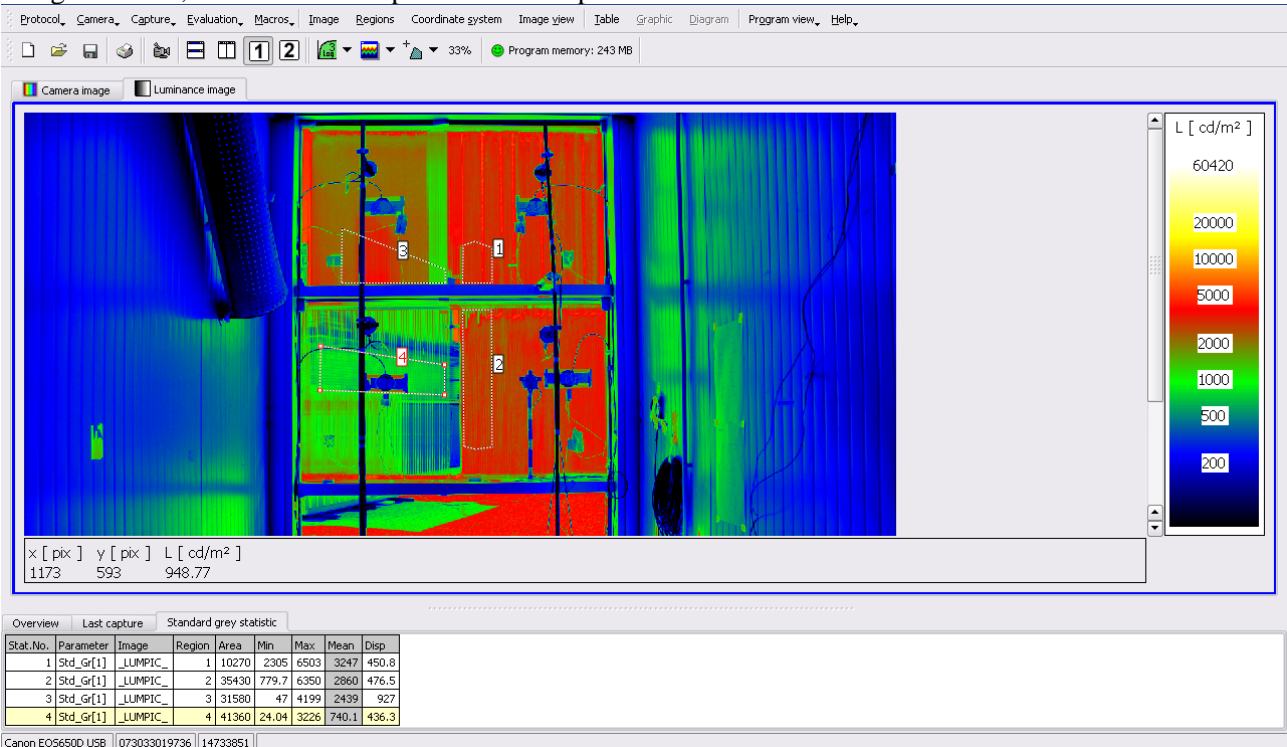 Protocol Camera Capture Evaluation Macros Image Regions Coordinate system Image view Table Graphic Diagram Program view Help
1 2 33% Program memory: 243 MB
Camera image Luminance image
L [ cd/m² ]
60420
20000
10000
5000
2000
1000
500
200
3 1
4 2
x [ pix ] y [ pix ] L [ cd/m² ]
1173 593 948.77
Overview Last capture Standard grey statistic
Stat.No. Parameter Image Region Area Min Max Mean Disp
1 Std_Gr[1] _LUMPIC_ 1 10270 2305 6503 3247 450.8
2 Std_Gr[1] _LUMPIC_ 2 35430 779.7 6350 2860 476.5
3 Std_Gr[1] _LUMPIC_ 3 31580 47 4199 2439 927
4 Std_Gr[1] _LUMPIC_ 4 41360 24.04 3226 740.1 436.3
Canon EOS650D USB 073033019736 14733851